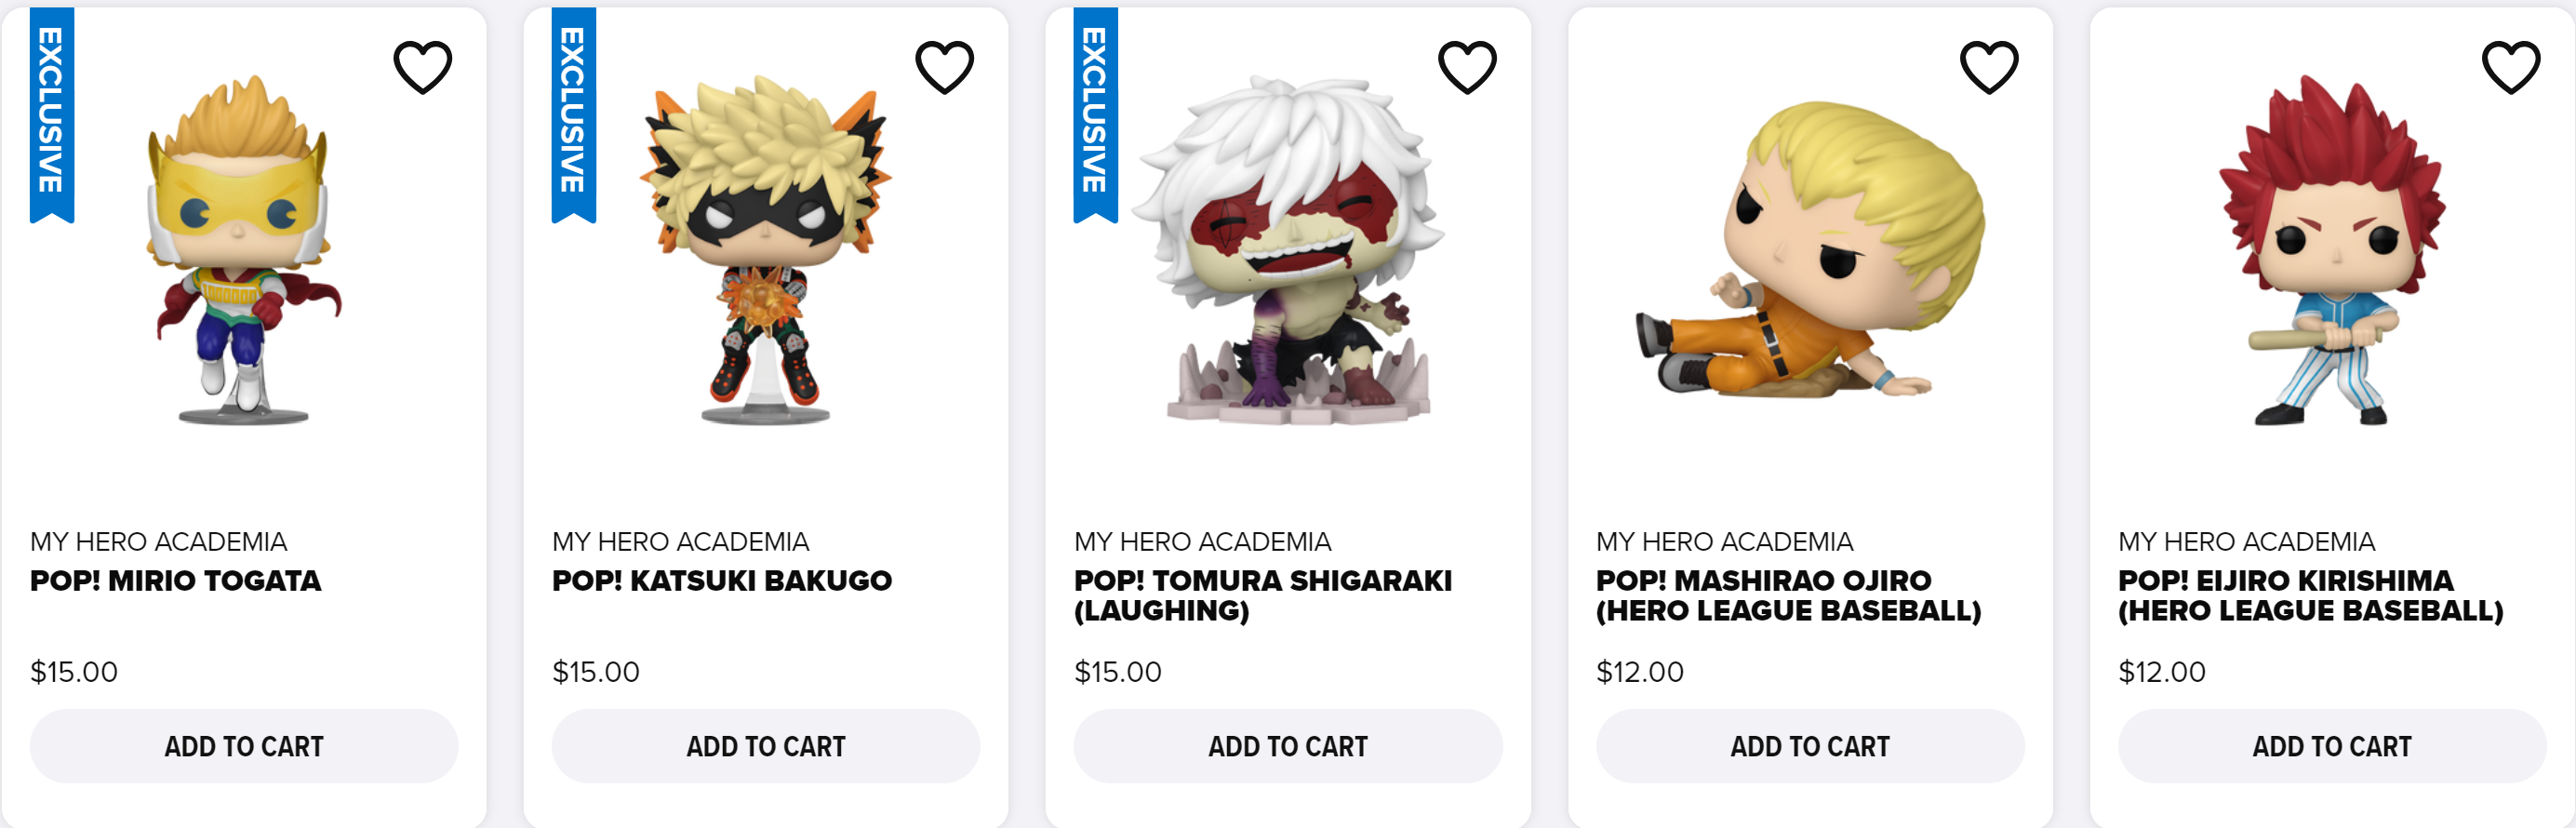 EXCLUSIVE
MY HERO ACADEMIA
POP! MIRIO TOGATA
$15.00
ADD TO CART
EXCLUSIVE
MY HERO ACADEMIA
POP! KATSUKI BAKUGO
$15.00
ADD TO CART
EXCLUSIVE
MY HERO ACADEMIA
POP! TOMURA SHIGARAKI
(LAUGHING)
$15.00
ADD TO CART
MY HERO ACADEMIA
POP! MASHIRAO OJIRO
(HERO LEAGUE BASEBALL)
$12.00
ADD TO CART
MY HERO ACADEMIA
POP! EIJIRO KIRISHIMA
(HERO LEAGUE BASEBALL)
$12.00
ADD TO CART